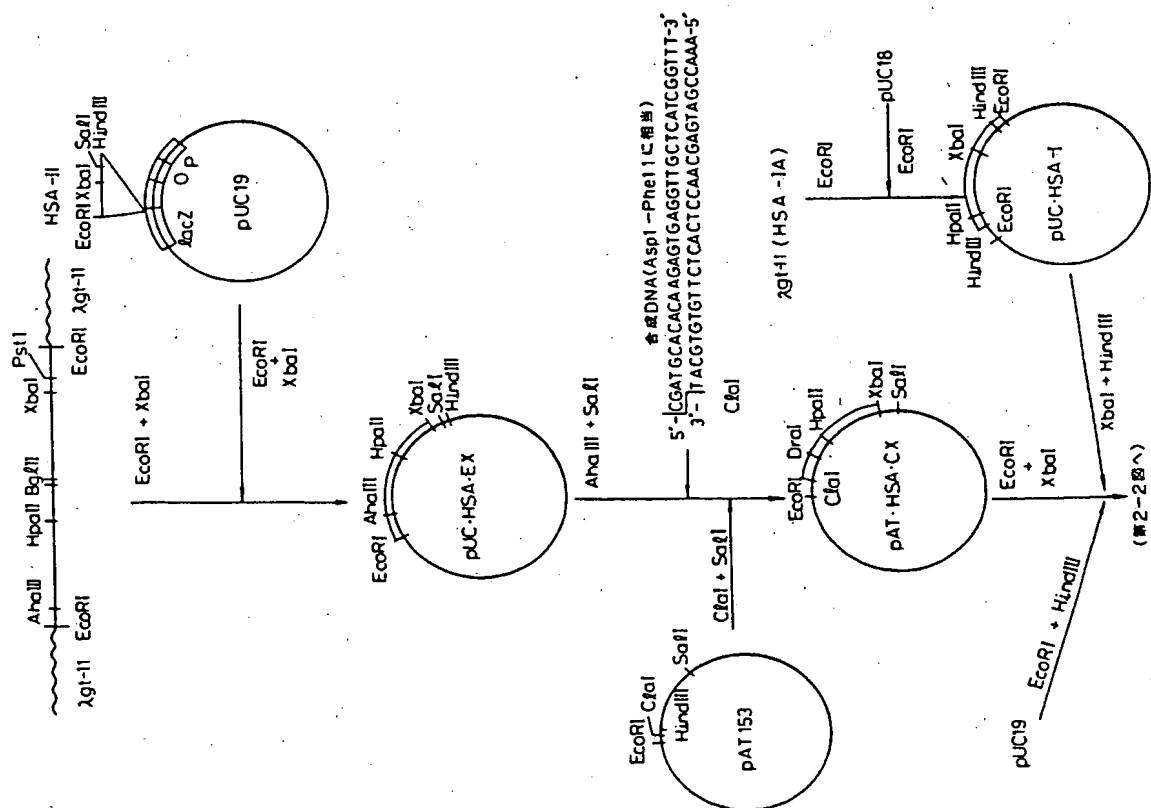 λgt-11
AhaIII
HpaII
BglII
XbaI
PstI
λgt-11
HSA-II
EcoRI
EcoRI
EcoRI
XbaI
SalI
HindIII
lacZ
O
P
pUC19
EcoRI + XbaI
EcoRI
+
XbaI
EcoRI
AhaIII
HpaII
XbaI
SalI
HindIII
pUC・HSA・EX
AhaIII + SalI
合成DNA(Asp1-Phe11に相当)
5'-CGATGCACACAAGAGTGAGGTTGCTCATCGGTTT-3'
3'-TACGTGTGTTCTCACTCCAACGAGTAGCCAAA-5'
ClaI
EcoRI
ClaI
HindIII
SalI
pAT153
ClaI + SalI
EcoRI
ClaI
DraI
HpaII
XbaI
SalI
pAT・HSA・CX
EcoRI
+
XbaI
λgt-11 (HSA-1A)
EcoRI
pUC18
EcoRI
HindIII
EcoRI
HpaII
XbaI
HindIII
EcoRI
pUC・HSA-I
XbaI + HindIII
pUC19
EcoRI + HindIII
(第2-2図へ)